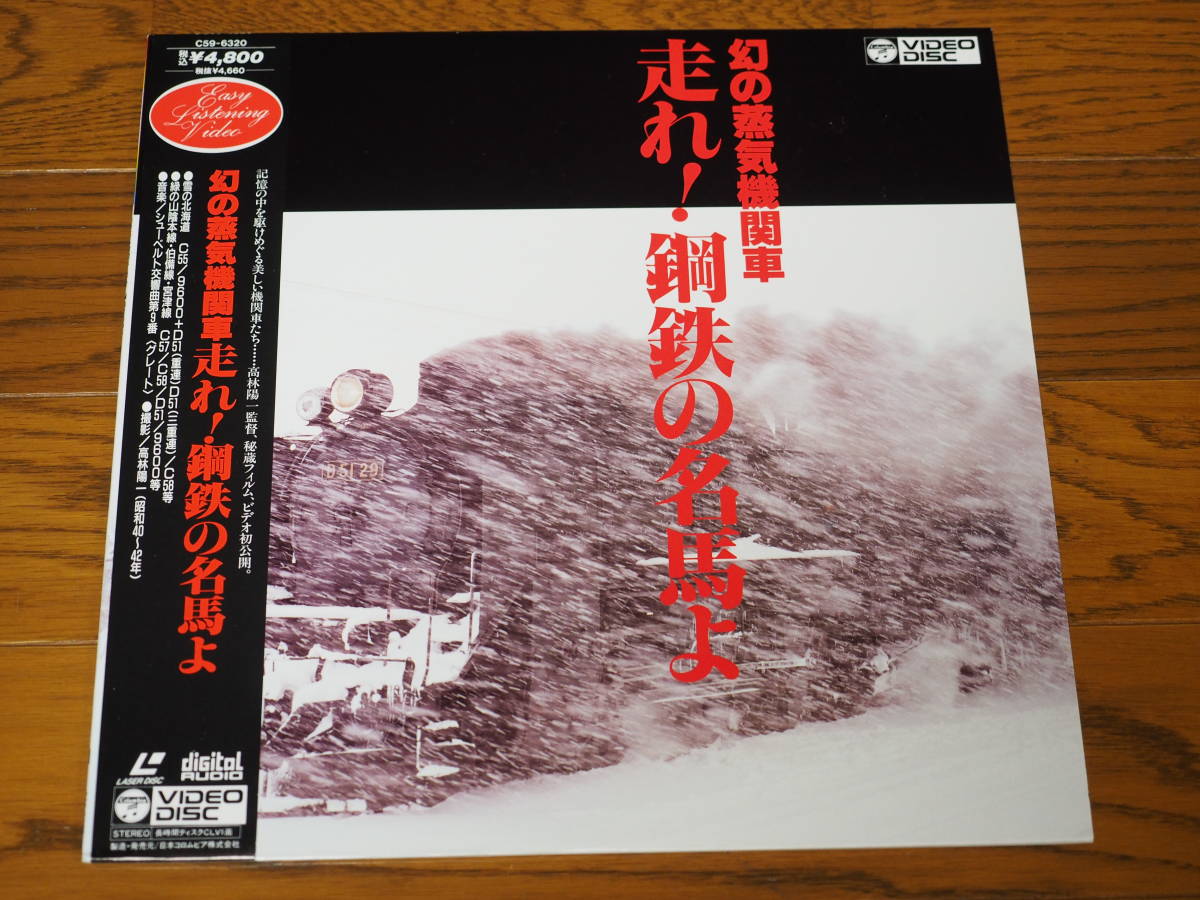 C59-6320
税込¥4,800
税抜¥4,660
Easy
Listening
Video
記憶の中を駆けめぐる美しい機関車たち……高林陽一監督、秘蔵フィルム、ビデオ初公開。
幻の蒸気機関車走れ!鋼鉄の名馬よ
●雪の北海道 C55/9600+D51(重連)D51(三重連)/C58等
●緑の山陰本線・伯備線・宮津線 C57/C58/D51/9600等
●音楽/シューベルト交響曲第9番《グレート》 ●撮影/高林陽一(昭和40〜42年)
LASER DISC
digital
AUDIO
Columbia
VIDEO
DISC
STEREO
長時間ディスクCLV1面
製造・発売元/日本コロムビア株式会社
Columbia
VIDEO
DISC
幻の蒸気機関車
走れ!鋼鉄の名馬よ
D5129